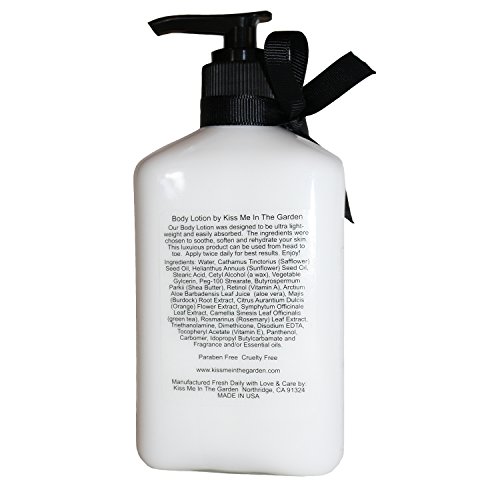 Body Lotion by Kiss Me In The Garden
Our Body Lotion was designed to be ultra light-
weight and easily absorbed. The ingredients were
chosen to soothe, soften and rehydrate your skin.
This luxuious product can be used from head to
toe. Apply twice daily for best results. Enjoy!
Ingredients: Water, Cathamus Tinctorius (Safflower)
Seed Oil, Helianthus Annuus (Sunflower) Seed Oil,
Stearic Acid, Cetyl Alcohol (a wax), Vegetable
Glycerin, Peg-100 Strearate, Butyrospermum
Parkii (Shea Butter), Retinol (Vitamin A), Arctium
Aloe Barbadensis Leaf Juice (aloe vera), Majis
(Burdock) Root Extract, Citrus Aurantium Dulcis
(Orange) Flower Extract, Symphytum Officinale
Leaf Extract, Camellia Sinesis Leaf Officinalis
(green tea), Rosmarinus (Rosemary) Leaf Extract,
Triethanolamine, Dimethicone, Disodium EDTA,
Tocopheryl Acetate (Vitamin E), Panthenol,
Carbomer, Idopropyl Butylcarbamate and
Fragrance and/or Essential oils.
Paraben Free Cruelty Free
www.kissmeinthegarden.com
Manufactured Fresh Daily with Love & Care by:
Kiss Me In The Garden Northridge, CA 91324
MADE IN USA